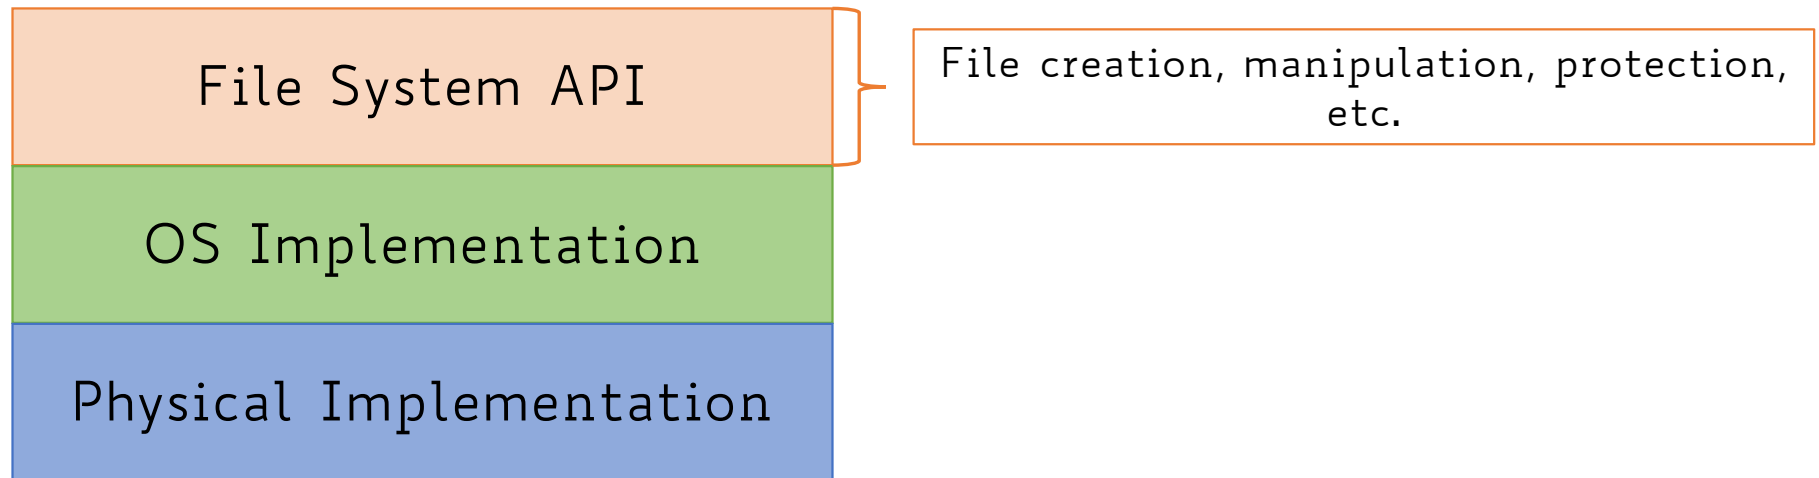 File System API
File creation, manipulation, protection,
etc.
OS Implementation
Physical Implementation